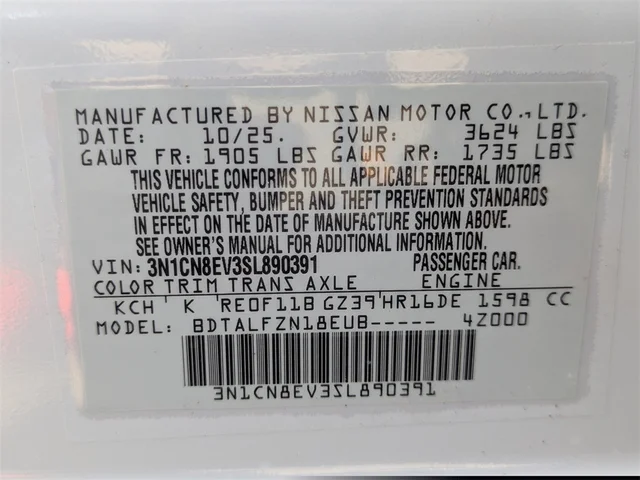 MANUFACTURED BY NISSAN MOTOR CO., LTD.
DATE: 10/25. GVWR: 3624 LBS
GAWR FR: 1905 LBS GAWR RR: 1735 LBS
THIS VEHICLE CONFORMS TO ALL APPLICABLE FEDERAL MOTOR
VEHICLE SAFETY, BUMPER AND THEFT PREVENTION STANDARDS
IN EFFECT ON THE DATE OF MANUFACTURE SHOWN ABOVE.
SEE OWNER'S MANUAL FOR ADDITIONAL INFORMATION.
VIN: 3N1CN8EV3SL890391 PASSENGER CAR.
COLOR TRIM TRANS AXLE ENGINE
KCH K RE0F11B GZ39 HR16DE 1598 CC
MODEL: BDTALFZN18EUB----- 4Z000
3N1CN8EV3SL890391